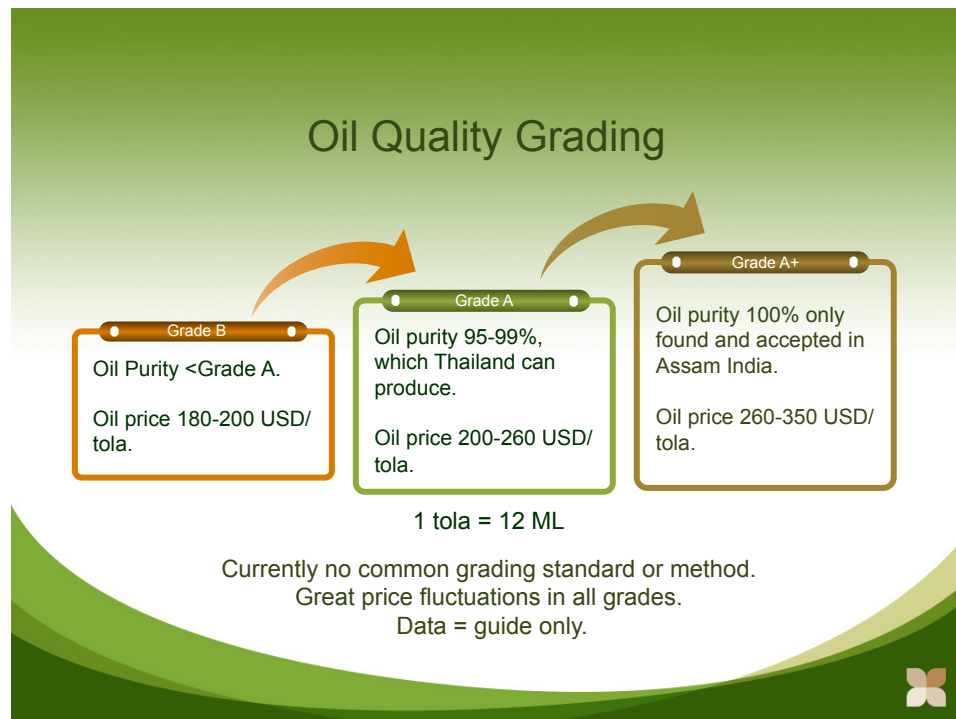 Oil Quality Grading
Grade B
Oil Purity <Grade A.
Oil price 180-200 USD/
tola.
Grade A
Oil purity 95-99%,
which Thailand can
produce.
Oil price 200-260 USD/
tola.
Grade A+
Oil purity 100% only
found and accepted in
Assam India.
Oil price 260-350 USD/
tola.
1 tola = 12 ML
Currently no common grading standard or method.
Great price fluctuations in all grades.
Data = guide only.